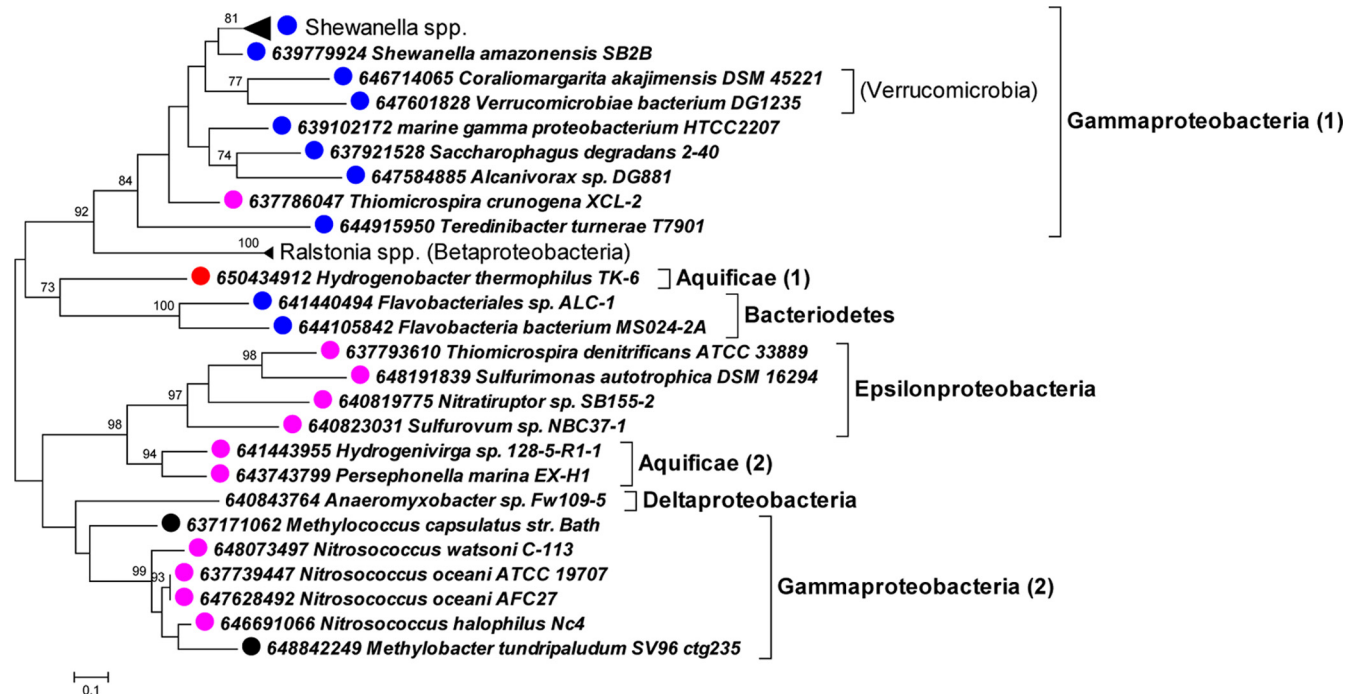 81
Shewanella spp.
639779924 Shewanella amazonensis SB2B
77
646714065 Coraliomargarita akajimensis DSM 45221
(Verrucomicrobia)
647601828 Verrucomicrobiae bacterium DG1235
Gammaproteobacteria (1)
639102172 marine gamma proteobacterium HTCC2207
74
637921528 Saccharophagus degradans 2-40
647584885 Alcanivorax sp. DG881
84
637786047 Thiomicrospira crunogena XCL-2
92
644915950 Teredinibacter turnerae T7901
100
Ralstonia spp. (Betaproteobacteria)
73
650434912 Hydrogenobacter thermophilus TK-6
Aquificae (1)
100
641440494 Flavobacteriales sp. ALC-1
Bacteriodetes
644105842 Flavobacteria bacterium MS024-2A
98
637793610 Thiomicrospira denitrificans ATCC 33889
648191839 Sulfurimonas autotrophica DSM 16294
Epsilonproteobacteria
97
640819775 Nitratiruptor sp. SB155-2
98
640823031 Sulfurovum sp. NBC37-1
94
641443955 Hydrogenivirga sp. 128-5-R1-1
Aquificae (2)
643743799 Persephonella marina EX-H1
640843764 Anaeromyxobacter sp. Fw109-5
Deltaproteobacteria
637171062 Methylococcus capsulatus str. Bath
648073497 Nitrosococcus watsoni C-113
99
93
637739447 Nitrosococcus oceani ATCC 19707
Gammaproteobacteria (2)
647628492 Nitrosococcus oceani AFC27
646691066 Nitrosococcus halophilus Nc4
648842249 Methylobacter tundripaludum SV96 ctg235
0.1